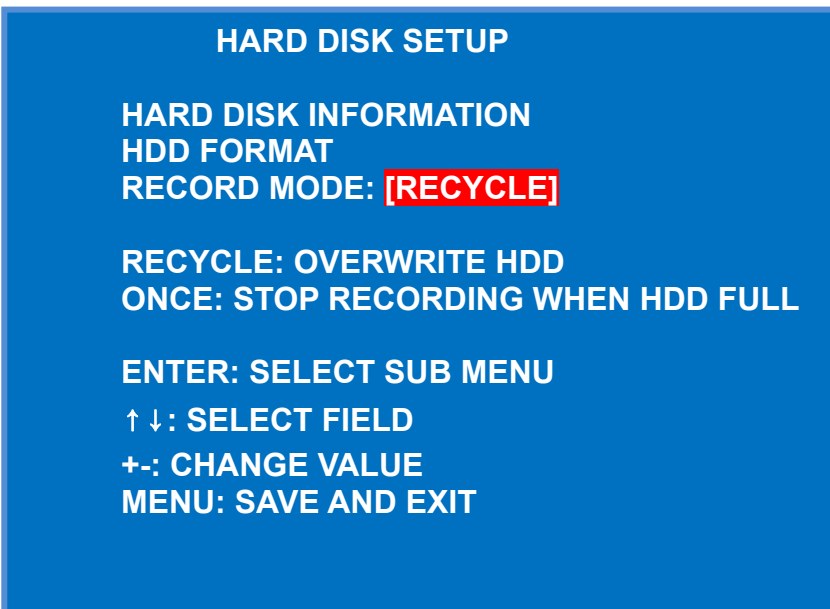 HARD DISK SETUP
HARD DISK INFORMATION
HDD FORMAT
RECORD MODE: [RECYCLE]
RECYCLE: OVERWRITE HDD
ONCE: STOP RECORDING WHEN HDD FULL
ENTER: SELECT SUB MENU
↑↓: SELECT FIELD
+-: CHANGE VALUE
MENU: SAVE AND EXIT